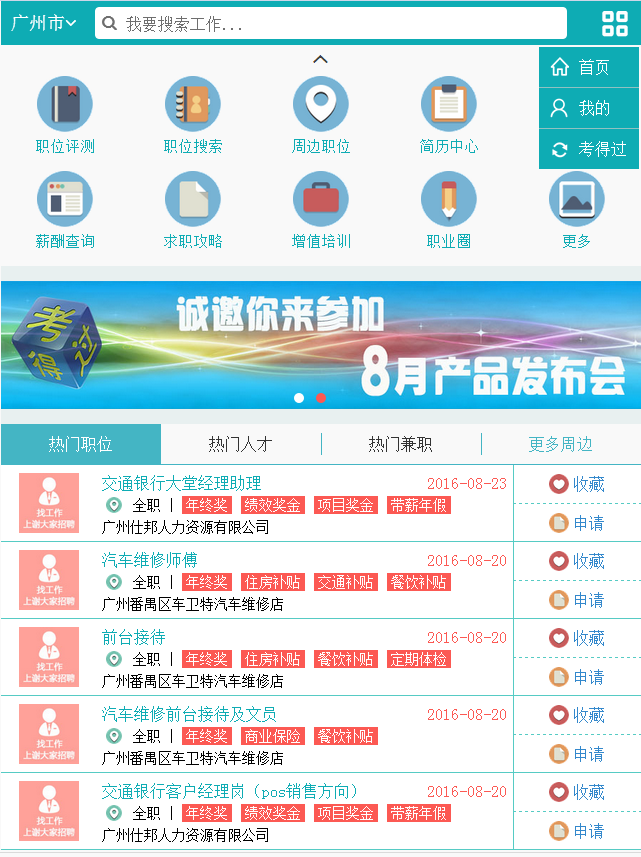 广州市
我要搜索工作...
首页
我的
考得过
职位评测
职位搜索
周边职位
简历中心
薪酬查询
求职攻略
增值培训
职业圈
更多
考得过
诚邀你来参加
8月产品发布会
热门职位
热门人才
热门兼职
更多周边
找工作
上谢大家招聘
交通银行大堂经理助理
2016-08-23
全职 | 年终奖 绩效奖金 项目奖金 带薪年假
广州仕邦人力资源有限公司
收藏
申请
找工作
上谢大家招聘
汽车维修师傅
2016-08-20
全职 | 年终奖 住房补贴 交通补贴 餐饮补贴
广州番禺区车卫特汽车维修店
收藏
申请
找工作
上谢大家招聘
前台接待
2016-08-20
全职 | 年终奖 住房补贴 餐饮补贴 定期体检
广州番禺区车卫特汽车维修店
收藏
申请
找工作
上谢大家招聘
汽车维修前台接待及文员
2016-08-20
全职 | 年终奖 商业保险 餐饮补贴
广州番禺区车卫特汽车维修店
收藏
申请
找工作
上谢大家招聘
交通银行客户经理岗（pos销售方向）
2016-08-20
全职 | 年终奖 绩效奖金 项目奖金 带薪年假
广州仕邦人力资源有限公司
收藏
申请